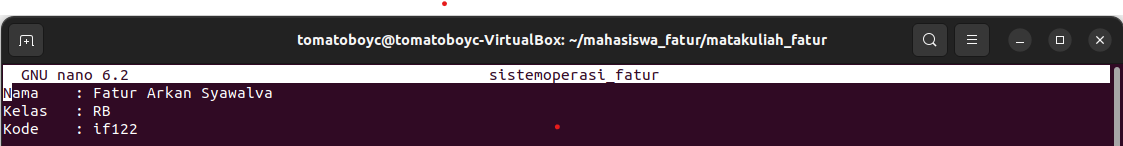 tomatoboyc@tomatoboyc-VirtualBox: ~/mahasiswa_fatur/matakuliah_fatur
GNU nano 6.2 sistemoperasi_fatur
Nama : Fatur Arkan Syawalva
Kelas : RB
Kode : if122